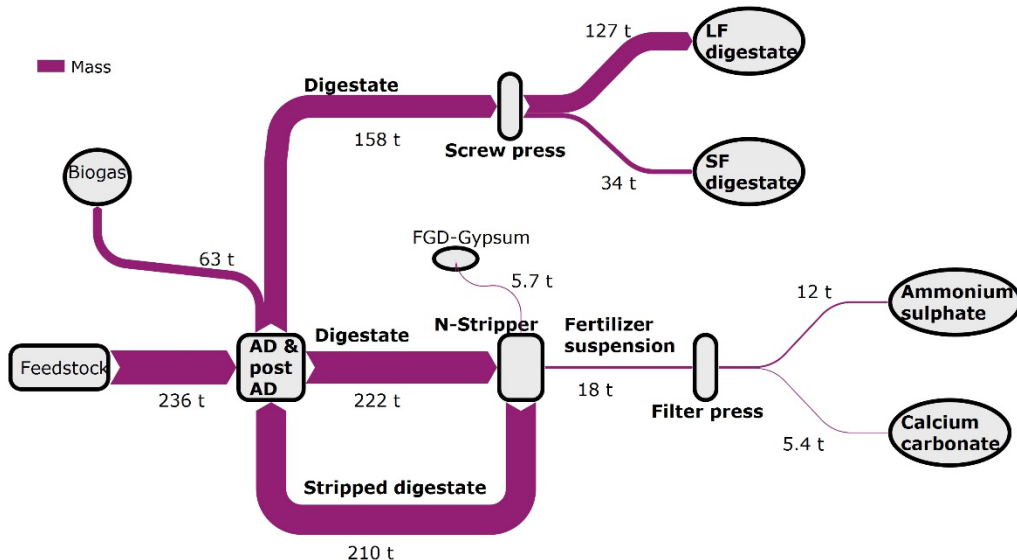 127 t
LF
digestate
Mass
Digestate
158 t
Screw press
34 t
SF
digestate
Biogas
63 t
FGD-Gypsum
5.7 t
N-Stripper
Fertilizer
suspension
12 t
Ammonium
sulphate
Feedstock
236 t
AD &
post
AD
Digestate
222 t
18 t
Filter press
5.4 t
Calcium
carbonate
Stripped digestate
210 t